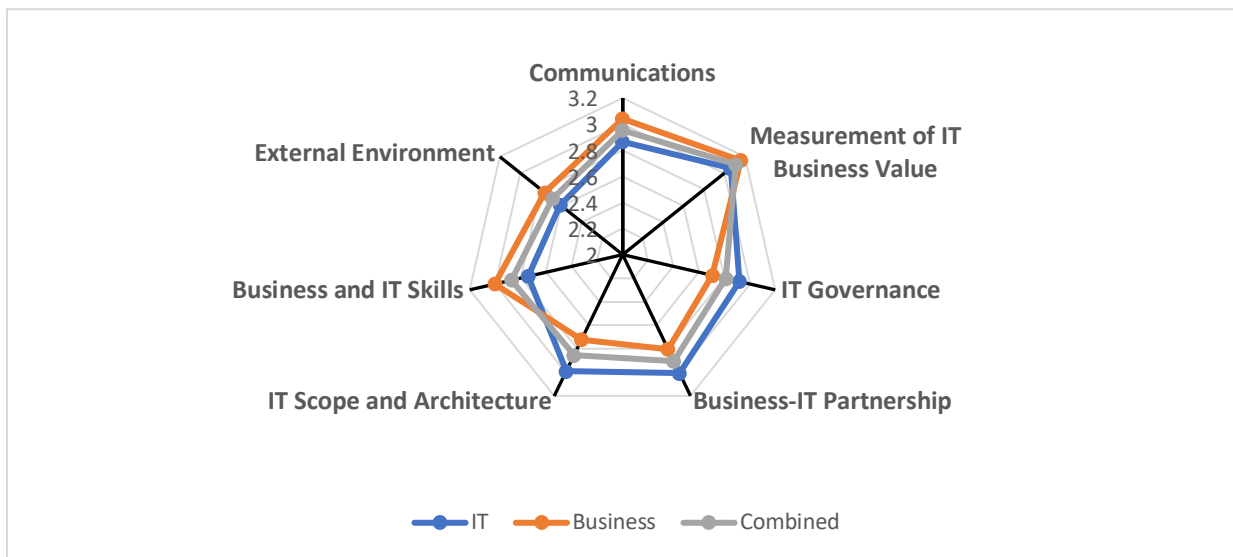 Communications
3.2
3
2.8
2.6
2.4
2.2
2
Measurement of IT
Business Value
IT Governance
Business-IT Partnership
IT Scope and Architecture
Business and IT Skills
External Environment
IT
Business
Combined